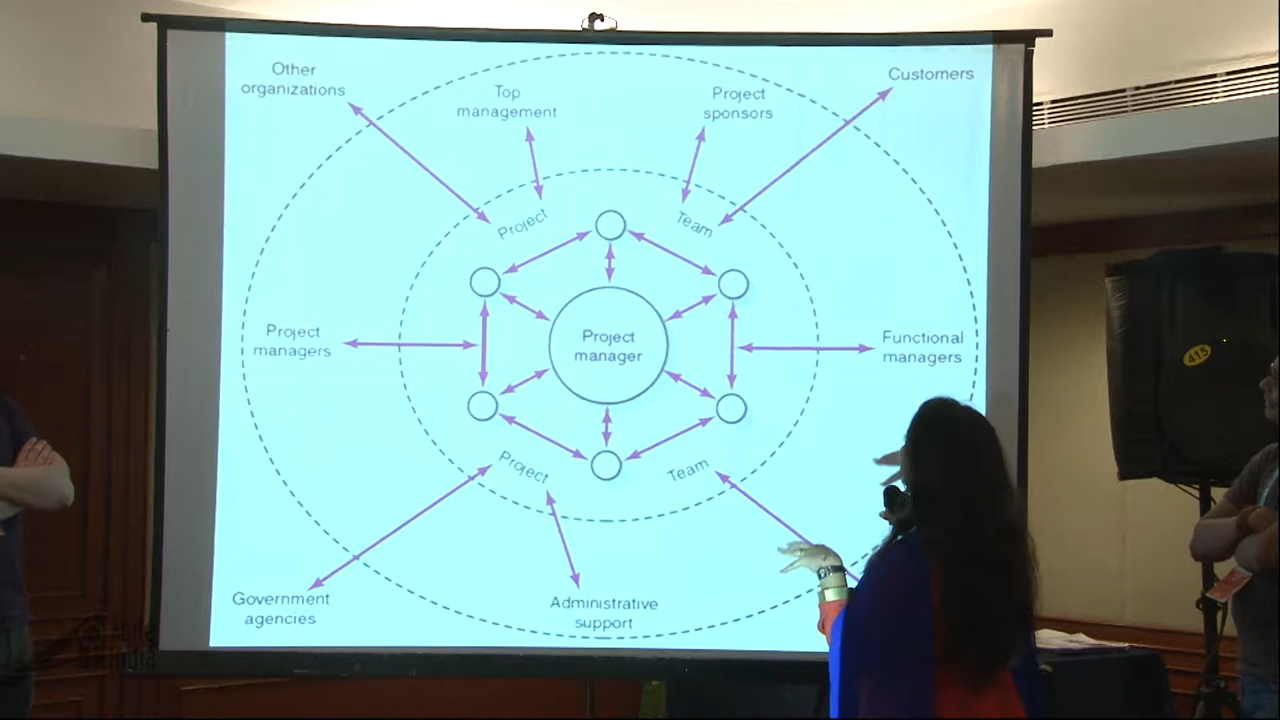 Other
organizations
Top
management
Project
sponsors
Customers
Project
Team
Project
managers
Project
manager
Functional
managers
Project
Team
Government
agencies
Administrative
support
415
India